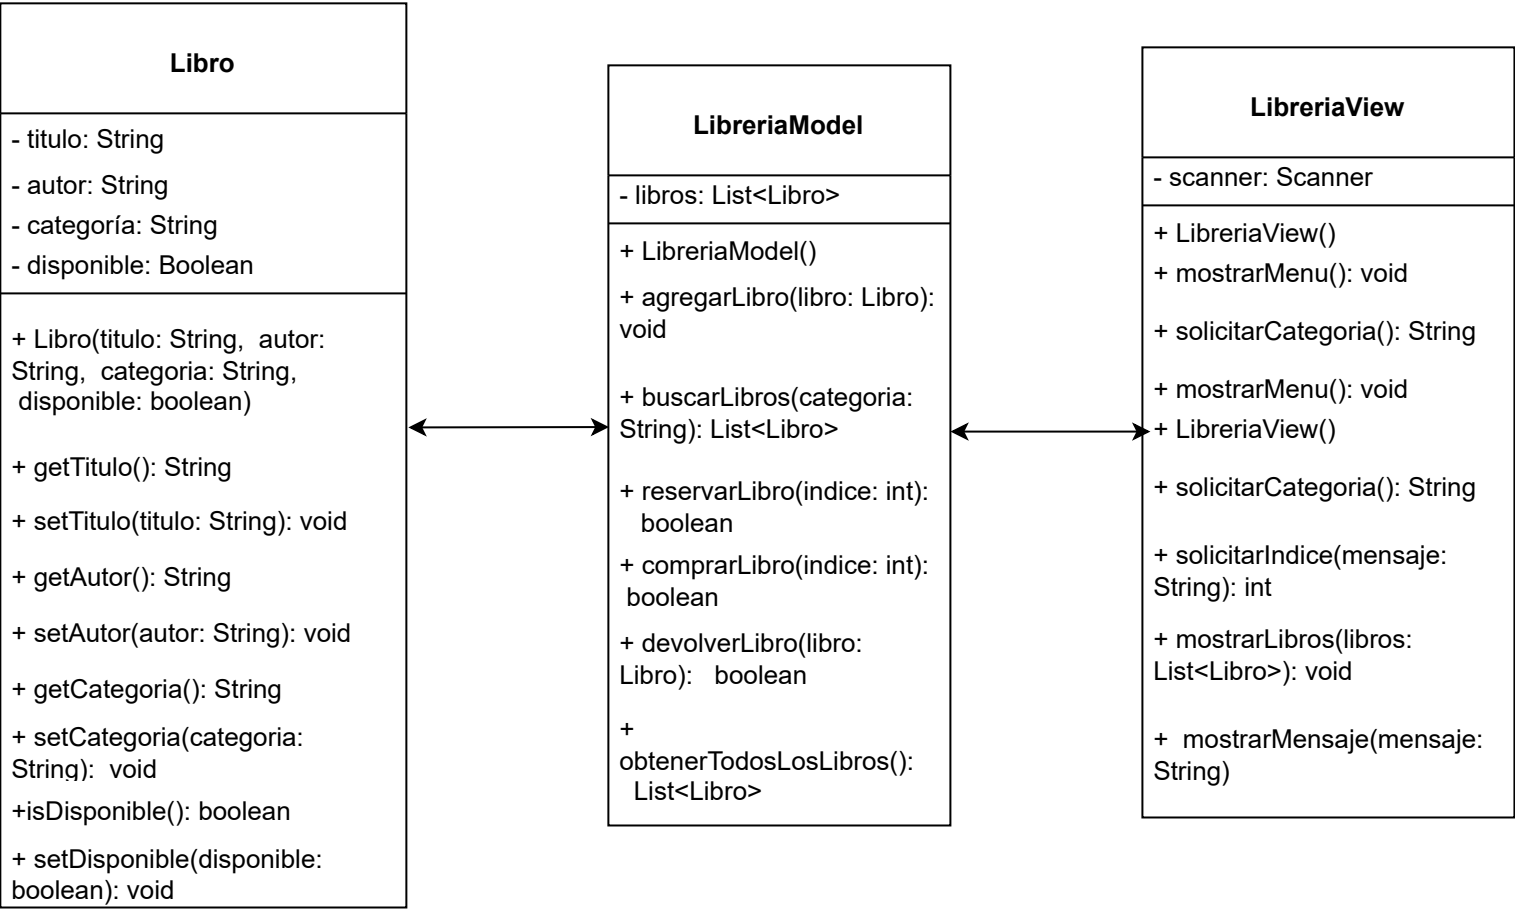 Libro
- titulo: String
- autor: String
- categoría: String
- disponible: Boolean
+ Libro(titulo: String,  autor:
String,  categoria: String,
disponible: boolean)
+ getTitulo(): String
+ setTitulo(titulo: String): void
+ getAutor(): String
+ setAutor(autor: String): void
+ getCategoria(): String
+ setCategoria(categoria:
String):  void
+isDisponible(): boolean
+ setDisponible(disponible:
boolean): void
LibreriaModel
- libros: List<Libro>
+ LibreriaModel()
+ agregarLibro(libro: Libro):
void
+ buscarLibros(categoria:
String): List<Libro>
+ reservarLibro(indice: int):
boolean
+ comprarLibro(indice: int):
boolean
+ devolverLibro(libro:
Libro):   boolean
+
obtenerTodosLosLibros():
List<Libro>
LibreriaView
- scanner: Scanner
+ LibreriaView()
+ mostrarMenu(): void
+ solicitarCategoria(): String
+ mostrarMenu(): void
+ LibreriaView()
+ solicitarCategoria(): String
+ solicitarIndice(mensaje:
String): int
+ mostrarLibros(libros:
List<Libro>): void
+  mostrarMensaje(mensaje:
String)